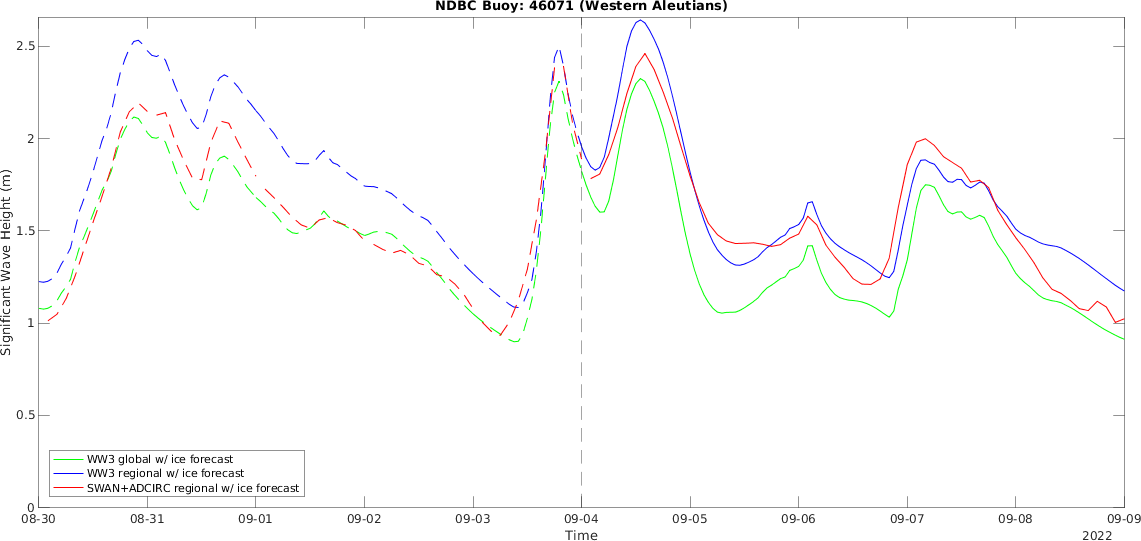 NDBC Buoy: 46071 (Western Aleutians)
2.5
2
1.5
1
0.5
0
Significant Wave Height (m)
WW3 global w/ ice forecast
WW3 regional w/ ice forecast
SWAN+ADCIRC regional w/ ice forecast
08-30 08-31 09-01 09-02 09-03 09-04 09-05 09-06 09-07 09-08 09-09
Time
2022